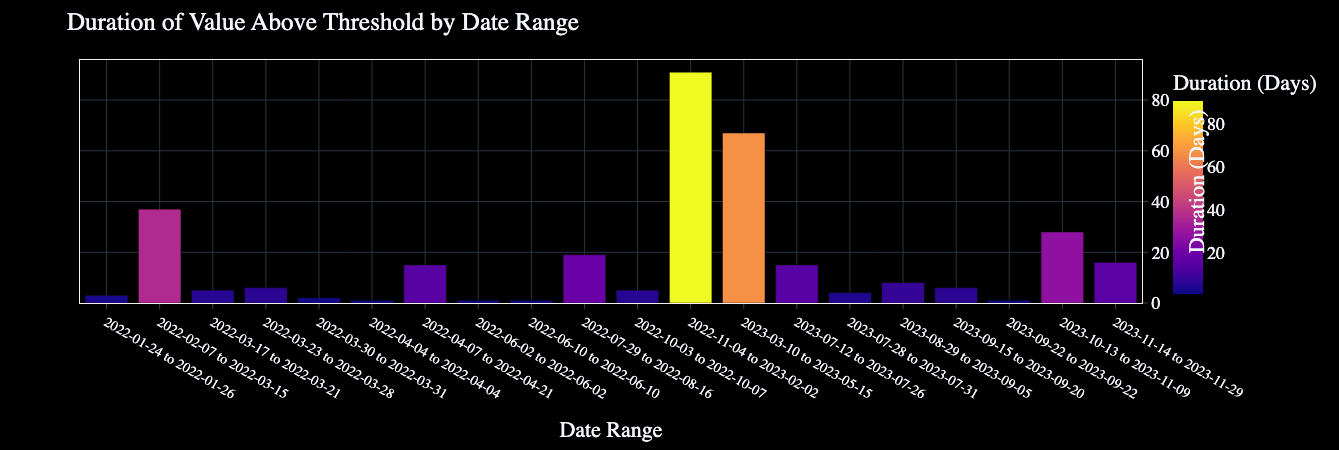 Duration of Value Above Threshold by Date Range
Duration (Days)
80
60
40
20
0
80
60
40
20
Duration (Days)
2022-01-24 to 2022-01-26
2022-02-07 to 2022-03-15
2022-03-17 to 2022-03-21
2022-03-23 to 2022-03-28
2022-03-30 to 2022-03-31
2022-04-04 to 2022-04-04
2022-04-07 to 2022-04-21
2022-06-02 to 2022-06-02
2022-06-10 to 2022-06-10
2022-07-29 to 2022-08-16
2022-10-03 to 2022-10-07
2022-11-04 to 2023-02-02
2023-03-10 to 2023-05-15
2023-07-12 to 2023-07-26
2023-07-28 to 2023-07-31
2023-08-29 to 2023-09-05
2023-09-15 to 2023-09-20
2023-09-22 to 2023-09-22
2023-10-13 to 2023-11-09
2023-11-14 to 2023-11-29
Date Range